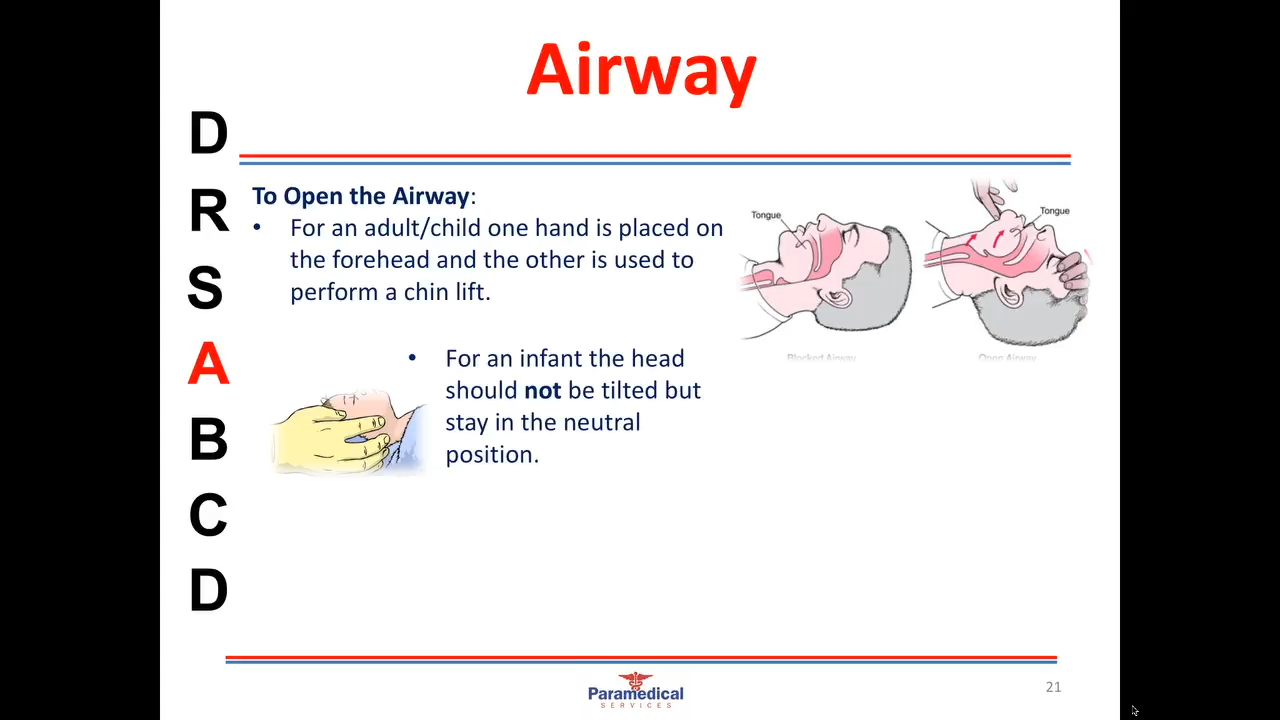 Airway
D
R
S
A
B
C
D
To Open the Airway:
• For an adult/child one hand is placed on
the forehead and the other is used to
perform a chin lift.
Tongue
Tongue
Blocked Airway
Open Airway
• For an infant the head
should not be tilted but
stay in the neutral
position.
Paramedical
SERVICES
21